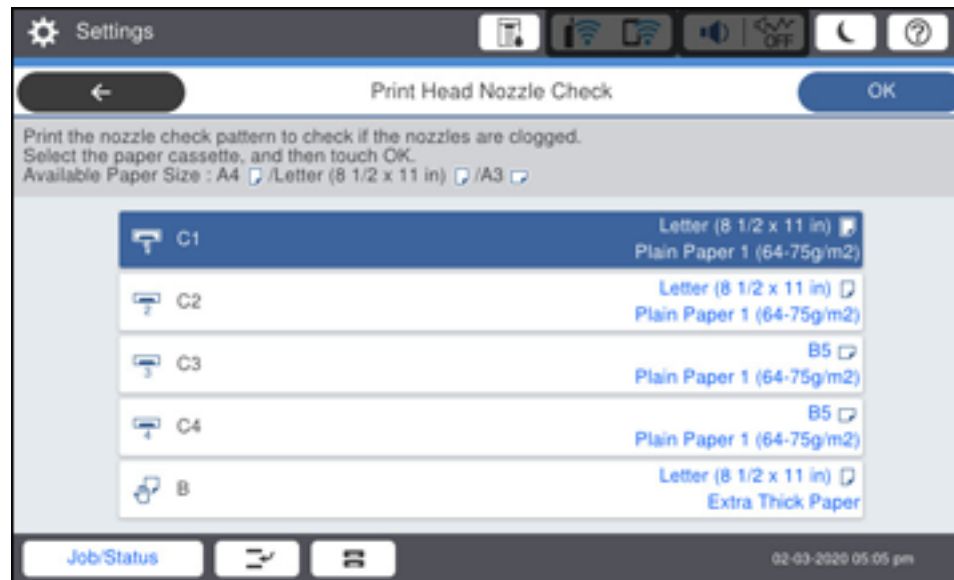 Settings
OFF
Print Head Nozzle Check
OK
Print the nozzle check pattern to check if the nozzles are clogged.
Select the paper cassette, and then touch OK.
Available Paper Size : A4 /Letter (8 1/2 x 11 in) /A3
1 C1 Letter (8 1/2 x 11 in)
Plain Paper 1 (64-75g/m2)
2 C2 Letter (8 1/2 x 11 in)
Plain Paper 1 (64-75g/m2)
3 C3 B5
Plain Paper 1 (64-75g/m2)
4 C4 B5
Plain Paper 1 (64-75g/m2)
B Letter (8 1/2 x 11 in)
Extra Thick Paper
Job/Status
02-03-2020 05:05 pm